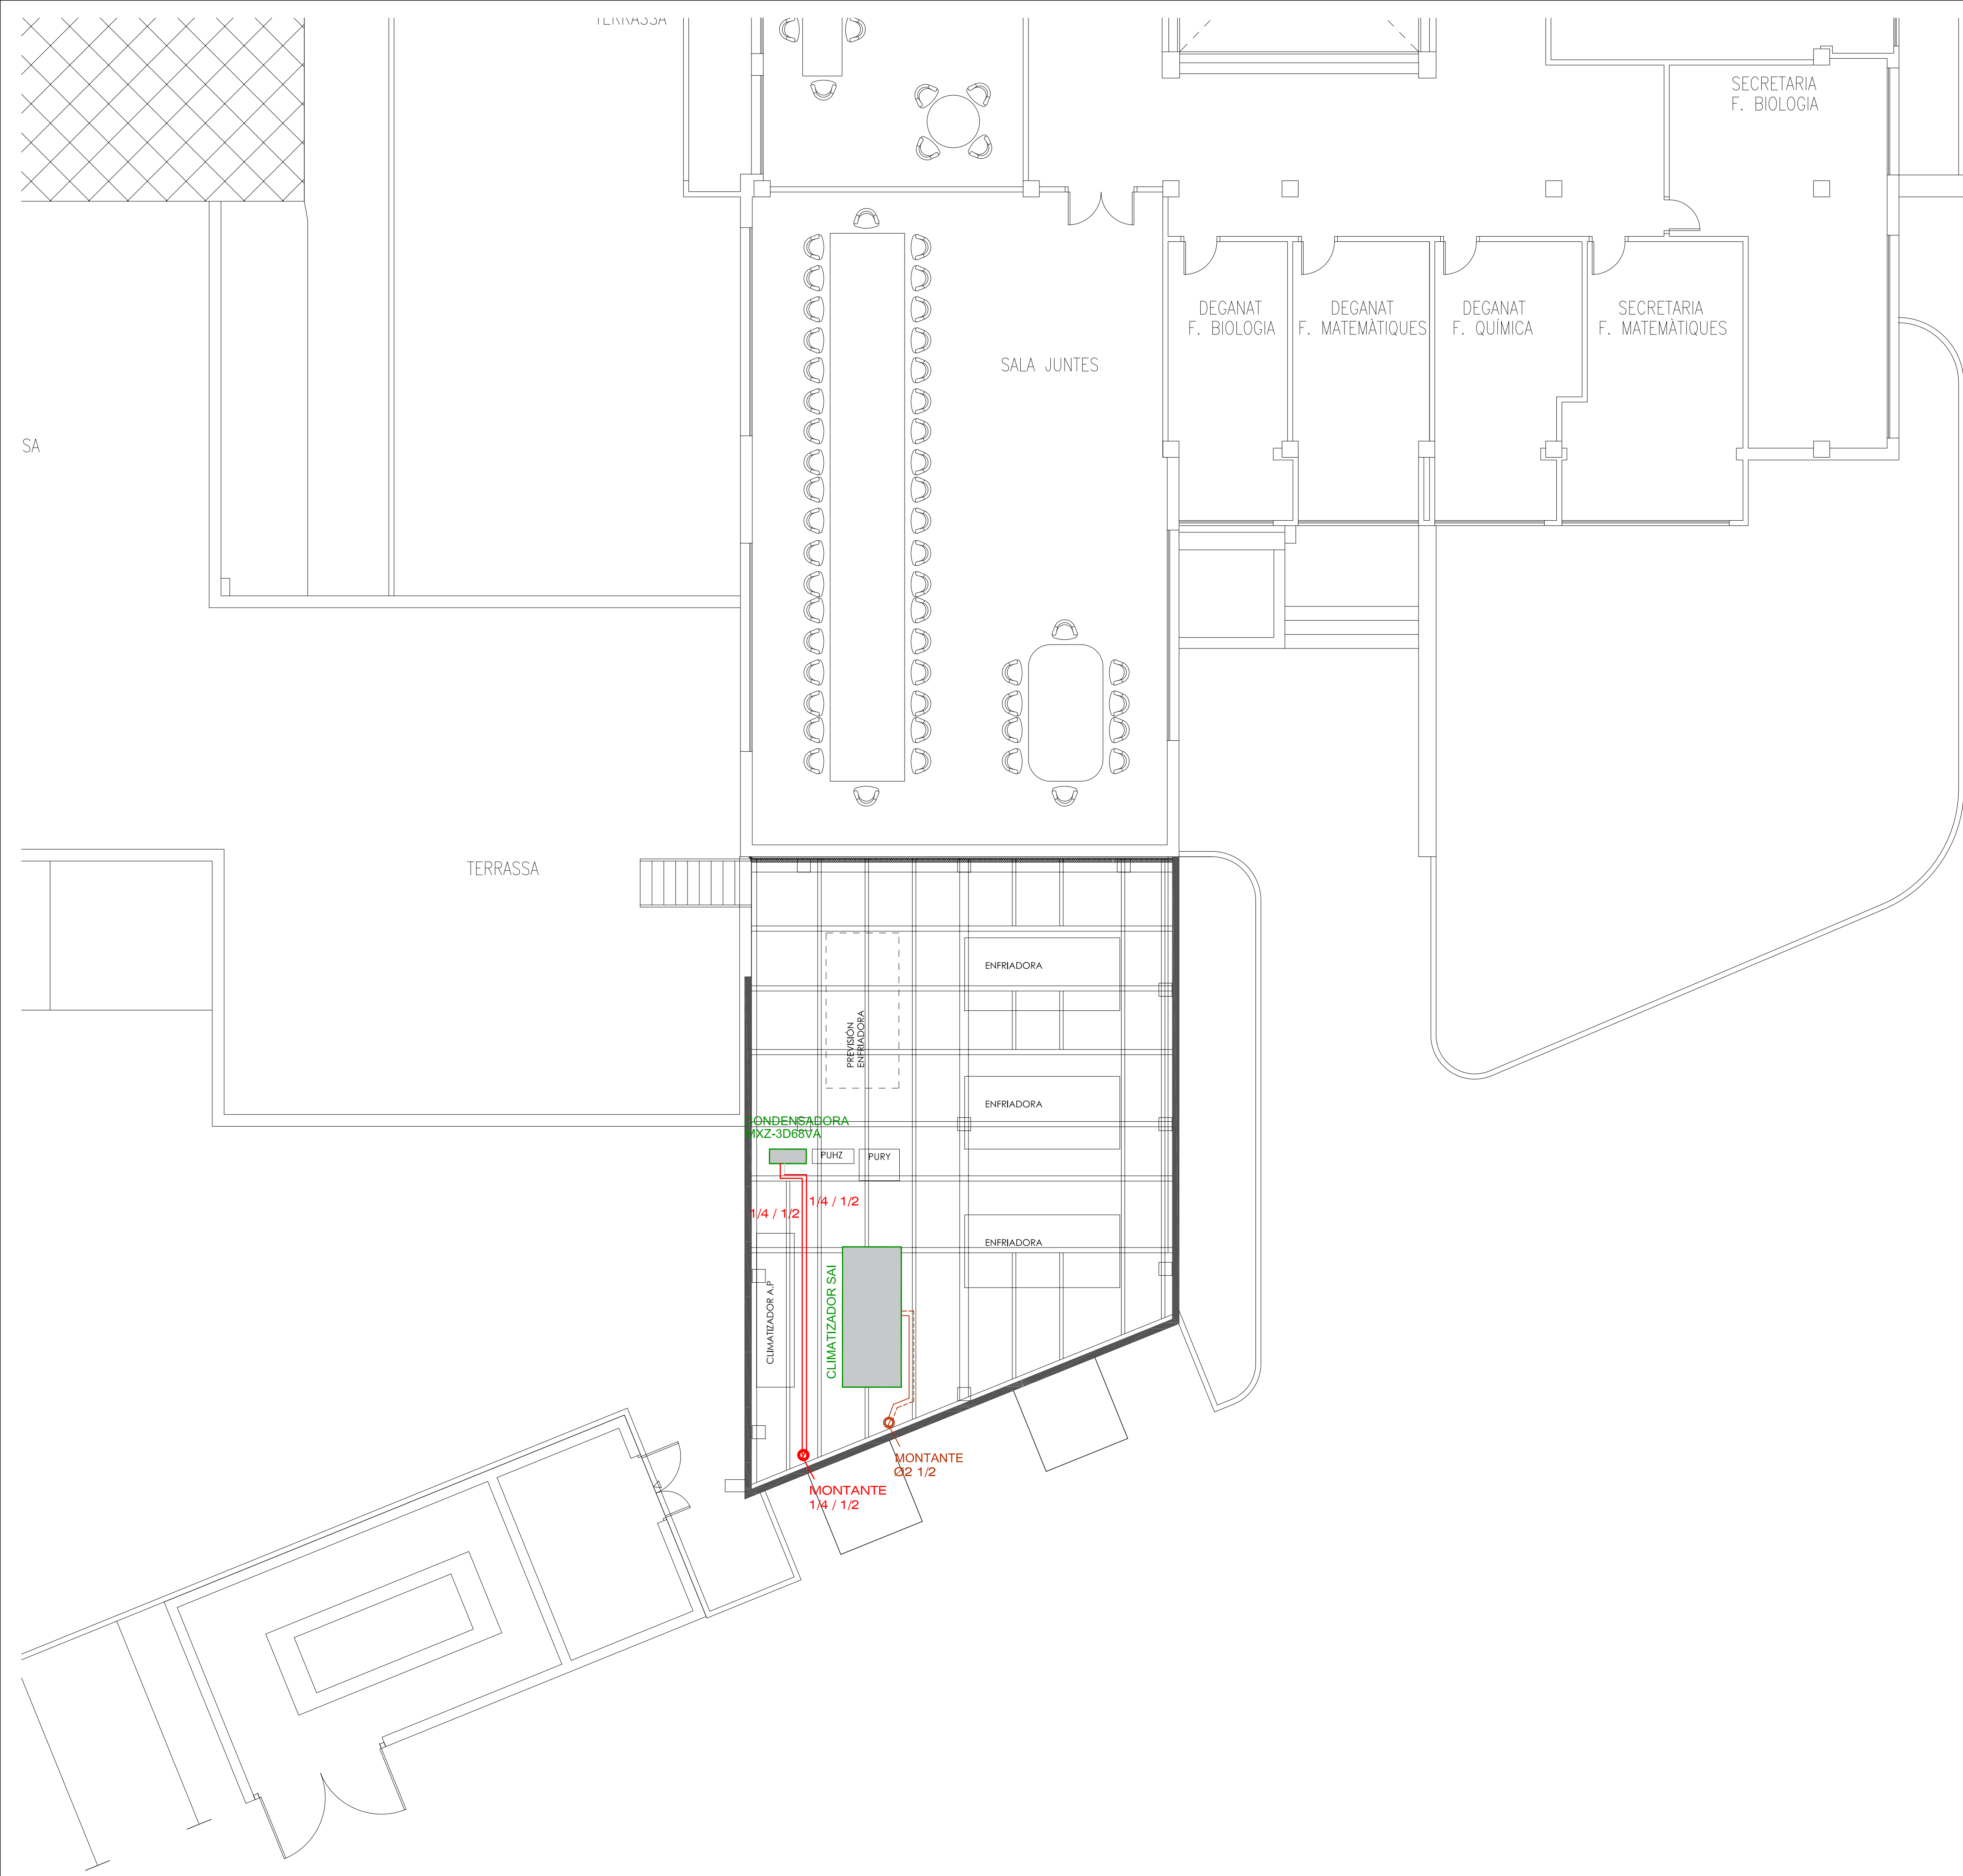 TERRASSA
SECRETARIA
F. BIOLOGIA
DEGANAT
F. BIOLOGIA
DEGANAT
F. MATEMÀTIQUES
DEGANAT
F. QUÍMICA
SECRETARIA
F. MATEMÀTIQUES
SALA JUNTES
SA
TERRASSA
ENFRIADORA
PREVISIÓN
ENFRIADORA
ENFRIADORA
CONDENSADORA
MXZ-3D68VA
PUHZ
PURY
1/4 / 1/2
1/4 / 1/2
ENFRIADORA
CLIMATIZADOR A.P
CLIMATIZADOR SAI
MONTANTE
Ø2 1/2
MONTANTE
1/4 / 1/2